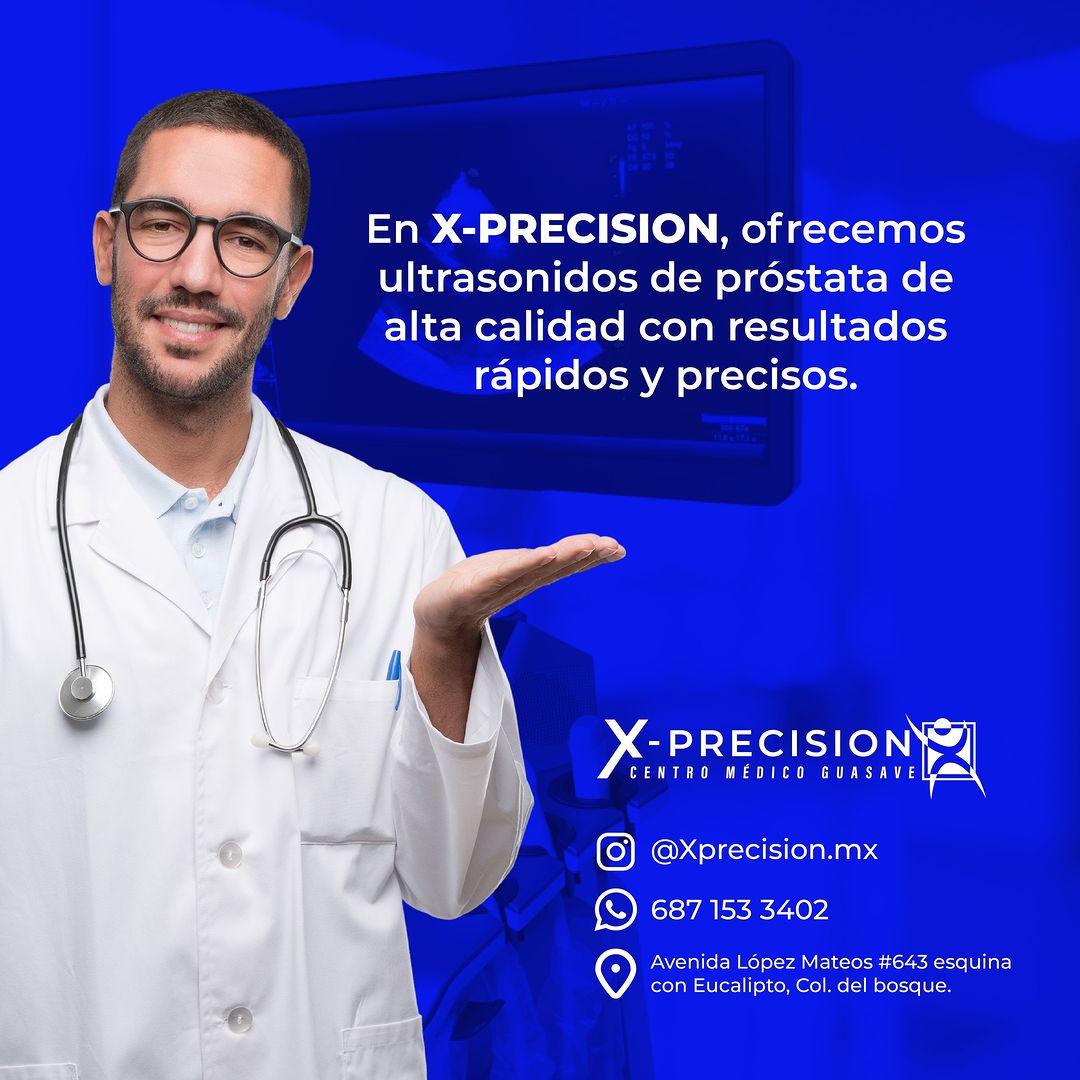 En X-PRECISION, ofrecemos
ultrasonidos de próstata de
alta calidad con resultados
rápidos y precisos.
X-PRECISION
CENTRO MÉDICO GUASAVE
@Xprecision.mx
687 153 3402
Avenida López Mateos #643 esquina
con Eucalipto, Col. del bosque.